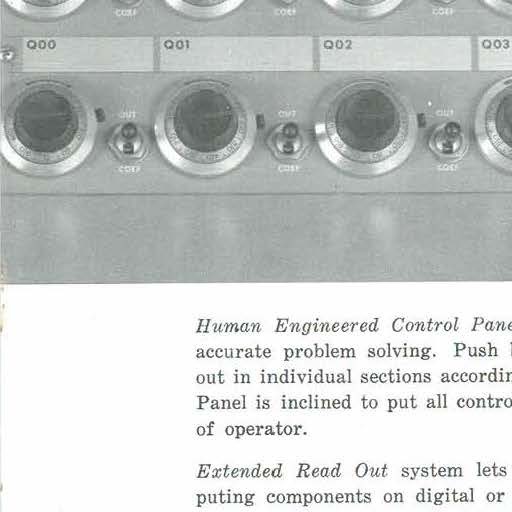 COEF COEF COEF
Q00 Q01 Q02 Q03
OUT OUT OUT
COEF COEF COEF
Human Engineered Control Pane
accurate problem solving. Push
out in individual sections accordin
Panel is inclined to put all contro
of operator.
Extended Read Out system lets
puting components on digital or